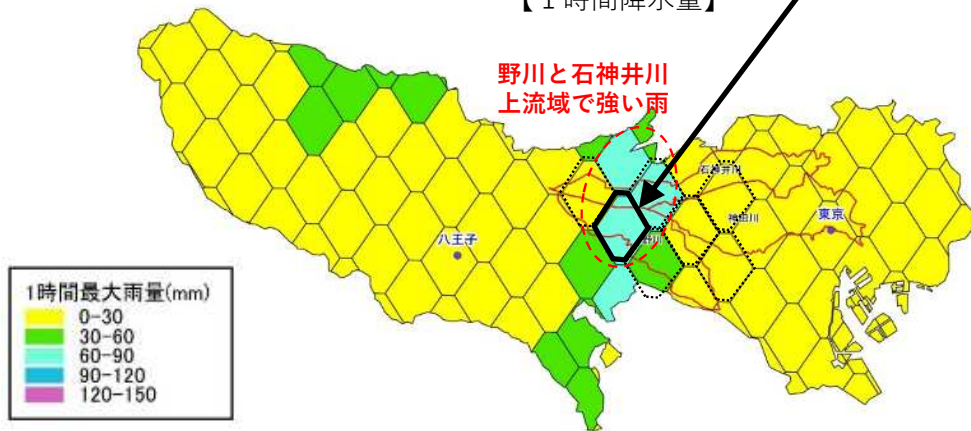 【１時間降水量】
野川と石神井川
上流域で強い雨
石神井川
神田川
東京
野川
八王子
1時間最大雨量(mm)
0-30
30-60
60-90
90-120
120-150